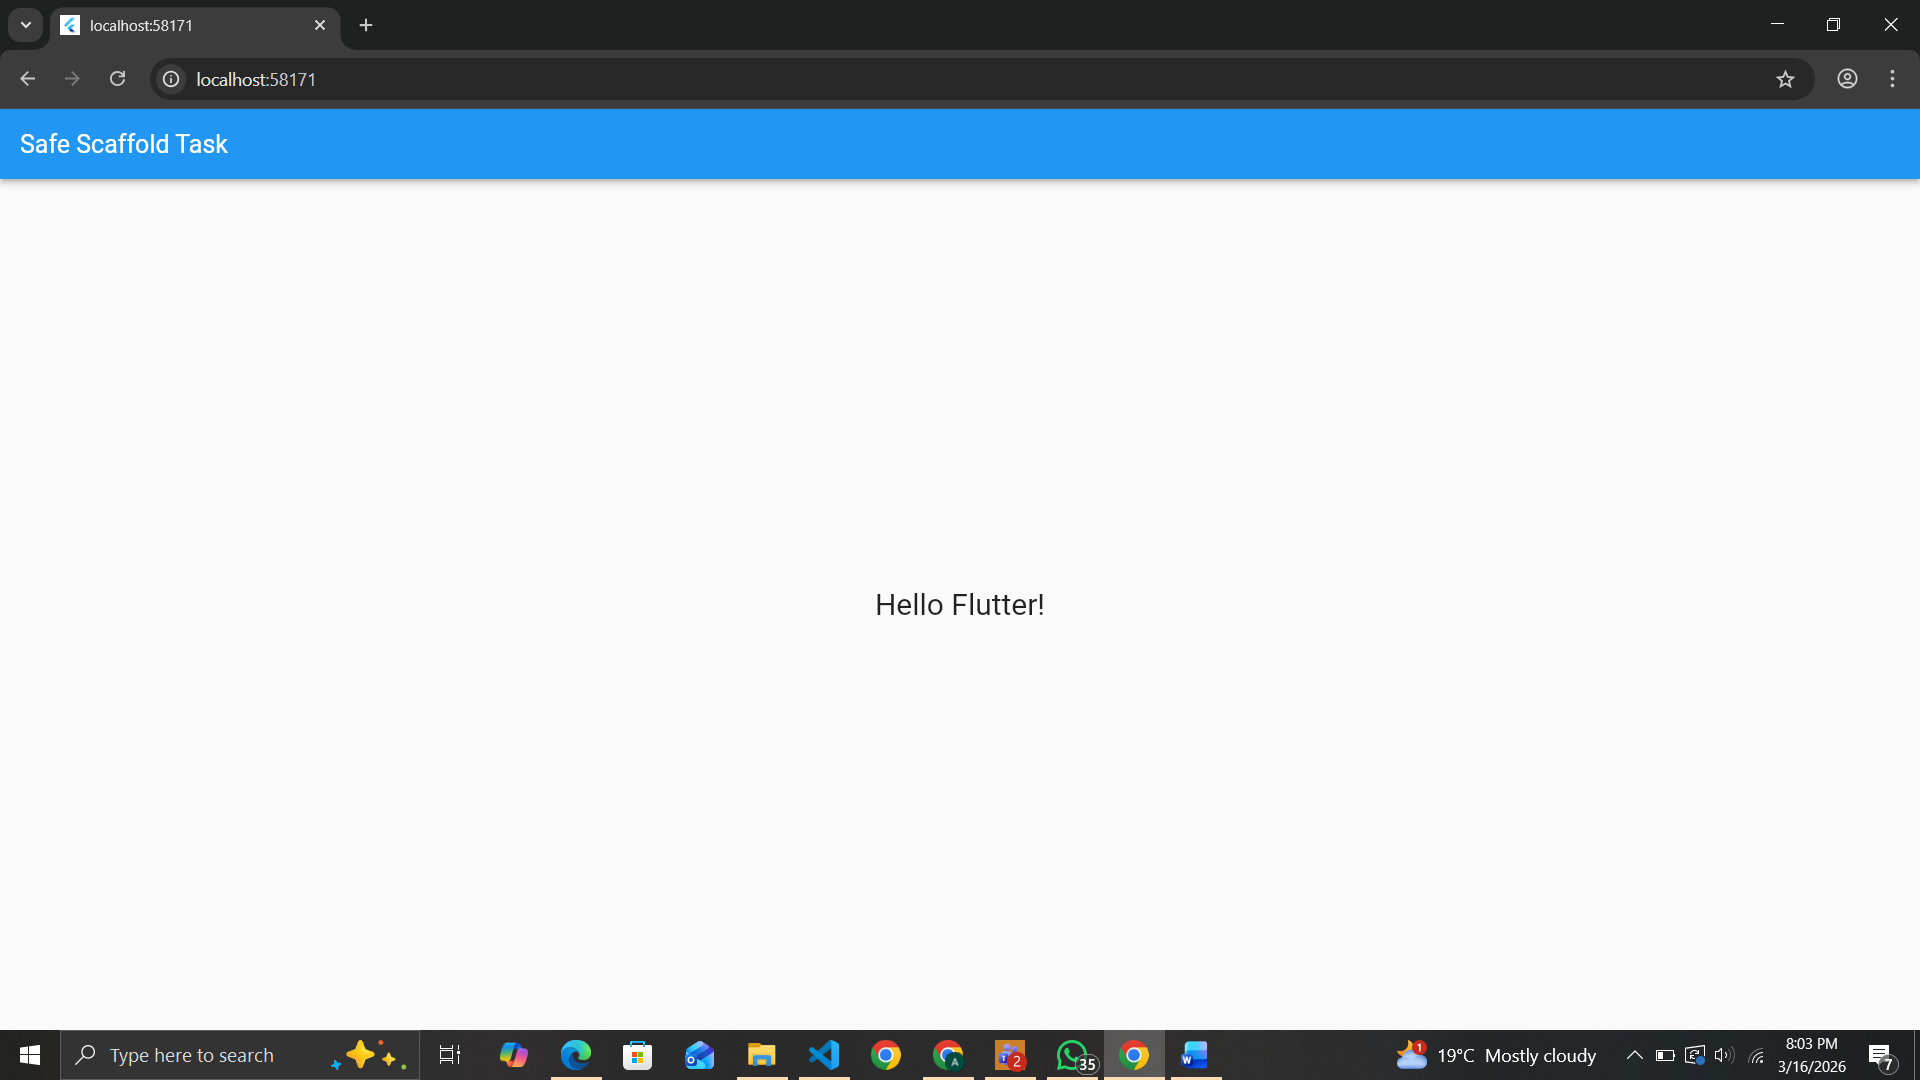 localhost:58171
localhost:58171
Safe Scaffold Task
Hello Flutter!
Type here to search
A
2
35
1
19°C Mostly cloudy
8:03 PM
3/16/2026
7